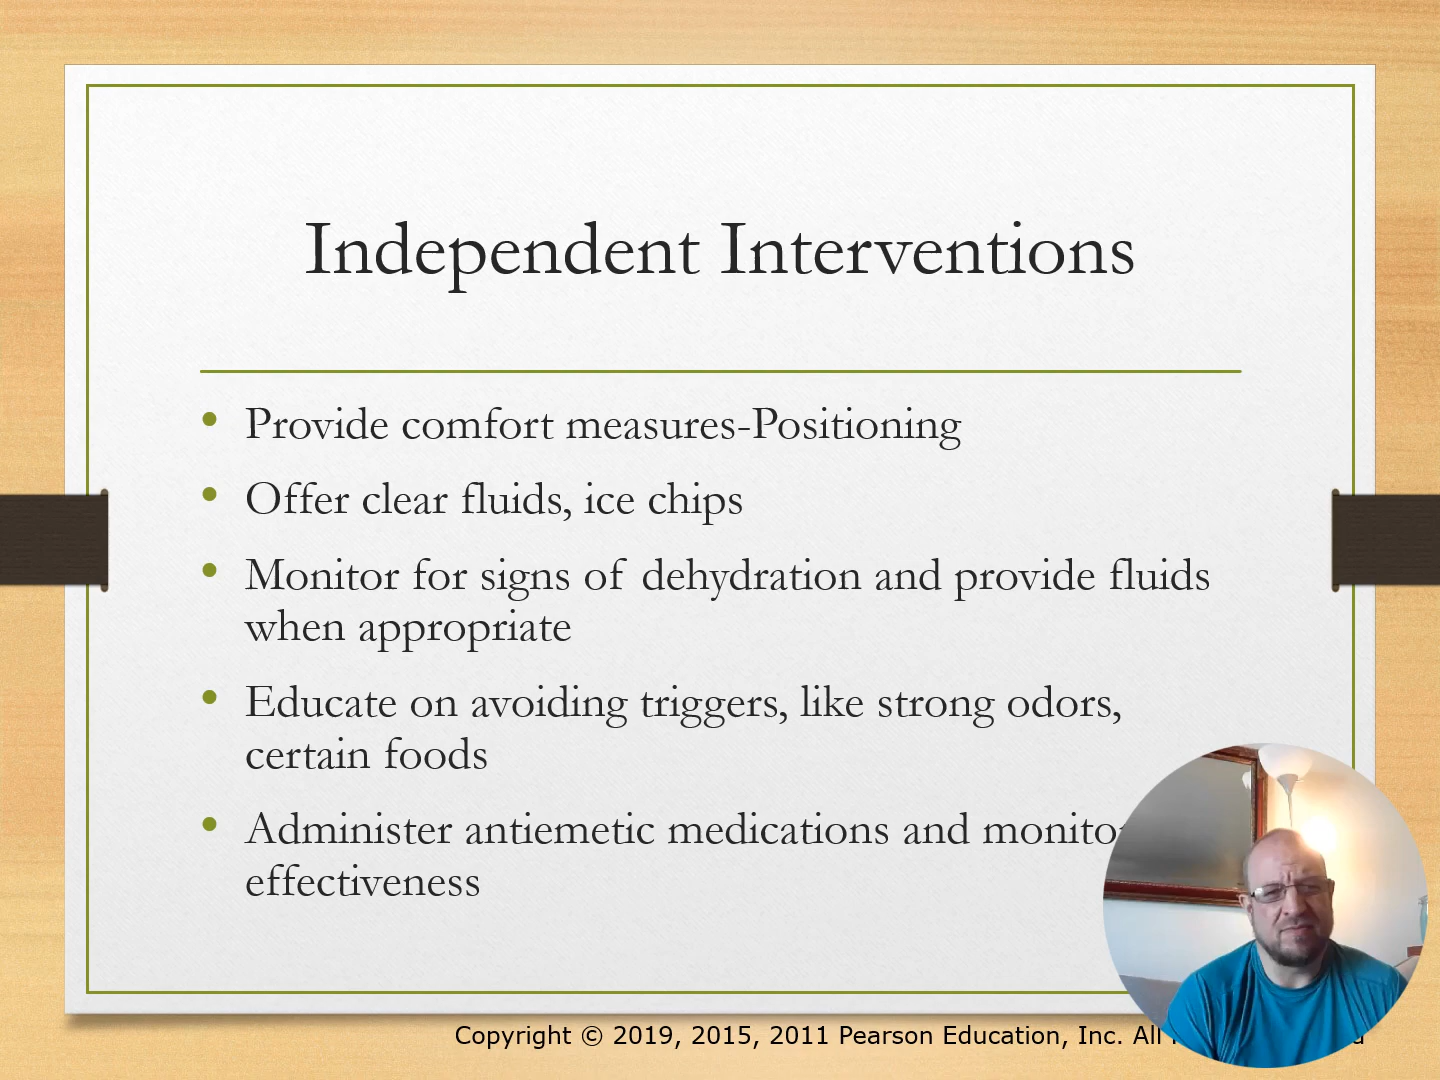 Independent Interventions
• Provide comfort measures-Positioning
• Offer clear fluids, ice chips
• Monitor for signs of dehydration and provide fluids
when appropriate
• Educate on avoiding triggers, like strong odors,
certain foods
• Administer antiemetic medications and monitor
effectiveness
Copyright © 2019, 2015, 2011 Pearson Education, Inc. All